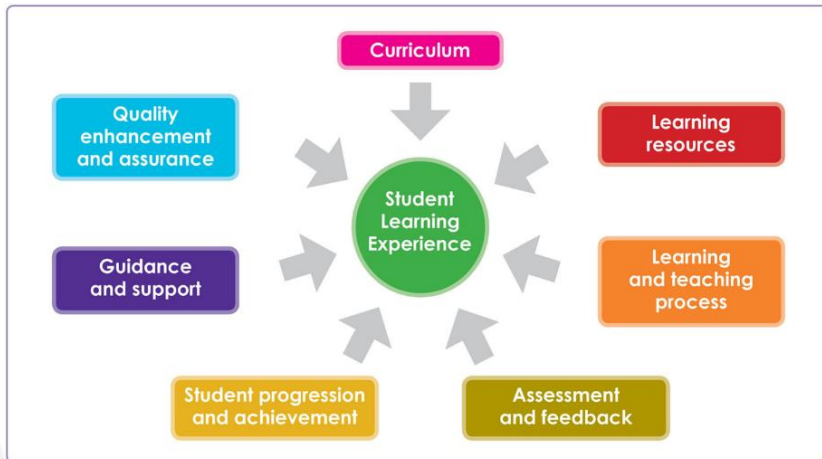 Curriculum
Quality
enhancement
and assurance
Learning
resources
Student
Learning
Experience
Guidance
and support
Learning
and teaching
process
Student progression
and achievement
Assessment
and feedback